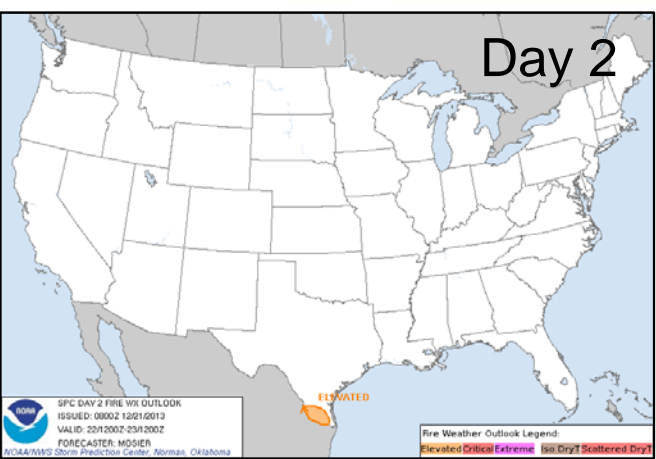 Day 2
ELEVATED
NOAA
SPC DAY 2 FIRE WX OUTLOOK
ISSUED: 0800Z 12/21/2013
VALID: 22/1200Z-23/1200Z
FORECASTER: MOSIER
NOAA/NWS Storm Prediction Center, Norman, Oklahoma
Fire Weather Outlook Legend:
Elevated Critical Extreme Iso DryT Scattered DryT